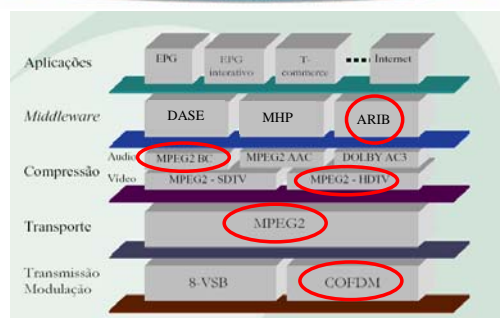 Aplicações
EPG
EPG interativo
T-commerce
Internet
Middleware
DASE
MHP
ARIB
Compressão
Audio
MPEG2 BC
MPEG2 AAC
DOLBY AC3
Vídeo
MPEG2 - SDTV
MPEG2 - HDTV
Transporte
MPEG2
Transmissão
Modulação
8-VSB
COFDM